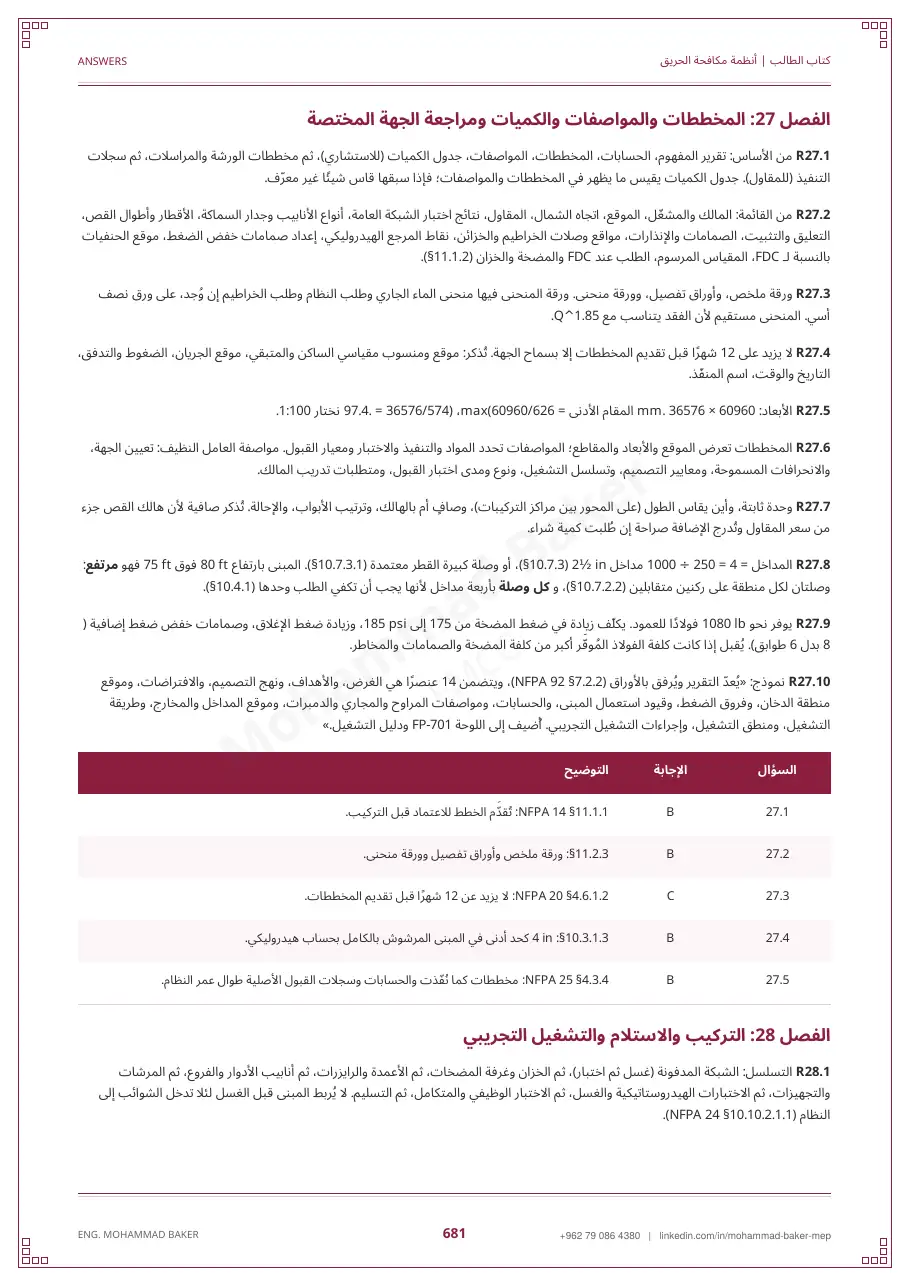 كتاب الطالب | أنظمة مكافحة الحريق
ANSWERS
الفصل 27: المخططات والمواصفات والكميات ومراجعة الجهة المختصة
R27.1 من الأساس: تقرير المفهوم، الحسابات، المخططات، المواصفات، جدول الكميات (للاستشاري)، ثم مخططات الورشة والمراسلات، ثم سجلات
التنفيذ (للمقاول). جدول الكميات يقيس ما يظهر في المخططات والمواصفات؛ فإذا سبقها قاس شيئًا غير معرّف.
R27.2 من القائمة: المالك والمشغّل، الموقع، اتجاه الشمال، المقاول، نتائج اختبار الشبكة العامة، أنواع الأنابيب وجدار السماكة، الأقطار وأطوال القص،
التعليق والتثبيت، الصمامات والإنذارات، مواقع وصلات الخراطيم والخزائن، نقاط المرجع الهيدروليكي، إعداد صمامات خفض الضغط، موقع الحنفيات
بالنسبة لـ FDC، المقياس المرسوم، الطلب عند FDC والمضخة والخزان (11.1.2§).
R27.3 ورقة ملخص، وأوراق تفصيل، وورقة منحنى. ورقة المنحنى فيها منحنى الماء الجاري وطلب النظام وطلب الخراطيم إن وُجد، على ورق نصف
أسي. المنحنى مستقيم لأن الفقد يتناسب مع Q^1.85.
R27.4 لا يزيد على 12 شهرًا قبل تقديم المخططات إلا بسماح الجهة. تُذكر: موقع ومنسوب مقياسي الساكن والمتبقي، موقع الجريان، الضغوط والتدفق،
التاريخ والوقت، اسم المنفّذ.
R27.5 الأبعاد: 60960 × 36576 mm. المقام الأدنى = max(60960/626، 36576/574) = 97.4. نختار 1:100.
R27.6 المخططات تعرض الموقع والأبعاد والمقاطع؛ المواصفات تحدد المواد والتنفيذ والاختبار ومعيار القبول. مواصفة العامل النظيف: تعيين الجهة،
والانحرافات المسموحة، ومعايير التصميم، وتسلسل التشغيل، ونوع ومدى اختبار القبول، ومتطلبات تدريب المالك.
R27.7 وحدة ثابتة، وأين يقاس الطول (على المحور بين مراكز التركيبات)، وصافٍ أم بالهالك، وترتيب الأبواب، والإحالة. تُذكر صافية لأن هالك القص جزء
من سعر المقاول وتُدرج الإضافة صراحة إن طُلبت كمية شراء.
R27.8 المداخل = 4 = 250 ÷ 1000 مداخل 2½ in (10.7.3§)، أو وصلة كبيرة القطر معتمدة (10.7.3.1§). المبنى بارتفاع 80 ft فوق 75 ft فهو مرتفع:
وصلتان لكل منطقة على ركنين متقابلين (10.7.2.2§)، و كل وصلة بأربعة مداخل لأنها يجب أن تكفي الطلب وحدها (10.4.1§).
R27.9 يوفر نحو 1080 lb فولاذًا للعمود. يكلّف زيادة في ضغط المضخة من 175 إلى 185 psi، وزيادة ضغط الإغلاق، وصمامات خفض ضغط إضافية (
8 بدل 6 طوابق). يُقبل إذا كانت كلفة الفولاذ المُوفَّر أكبر من كلفة المضخة والصمامات والمخاطر.
R27.10 نموذج: «يُعدّ التقرير ويُرفق بالأوراق (NFPA 92 §7.2.2)، ويتضمن 14 عنصرًا هي الغرض، والأهداف، ونهج التصميم، والافتراضات، وموقع
منطقة الدخان، وفروق الضغط، وقيود استعمال المبنى، والحسابات، ومواصفات المراوح والمجاري والدمبرات، وموقع المداخل والمخارج، وطريقة
التشغيل، ومنطق التشغيل، وإجراءات التشغيل التجريبي. أُضيف إلى اللوحة FP-701 ودليل التشغيل.»
السؤال الإجابة التوضيح
27.1 B NFPA 14 §11.1.1: تُقدَّم الخطط للاعتماد قبل التركيب.
27.2 B 11.2.3§: ورقة ملخص وأوراق تفصيل وورقة منحنى.
27.3 C NFPA 20 §4.6.1.2: لا يزيد عن 12 شهرًا قبل تقديم المخططات.
27.4 B 10.3.1.3§: 4 in كحد أدنى في المبنى المرشوش بالكامل بحساب هيدروليكي.
27.5 B NFPA 25 §4.3.4: مخططات كما نُفّذت والحسابات وسجلات القبول الأصلية طوال عمر النظام.
الفصل 28: التركيب والاستلام والتشغيل التجريبي
R28.1 التسلسل: الشبكة المدفونة (غسل ثم اختبار)، ثم الخزان وغرفة المضخات، ثم الأعمدة والرايزرات، ثم أنابيب الأدوار والفروع، ثم المرشات
والتجهيزات، ثم الاختبارات الهيدروستاتيكية والغسل، ثم الاختبار الوظيفي والمتكامل، ثم التسليم. لا يُربط المبنى قبل الغسل لئلا تدخل الشوائب إلى
النظام (NFPA 24 §10.10.2.1.1).
ENG. MOHAMMAD BAKER
681
+962 79 086 4380 | linkedin.com/in/mohammad-baker-mep